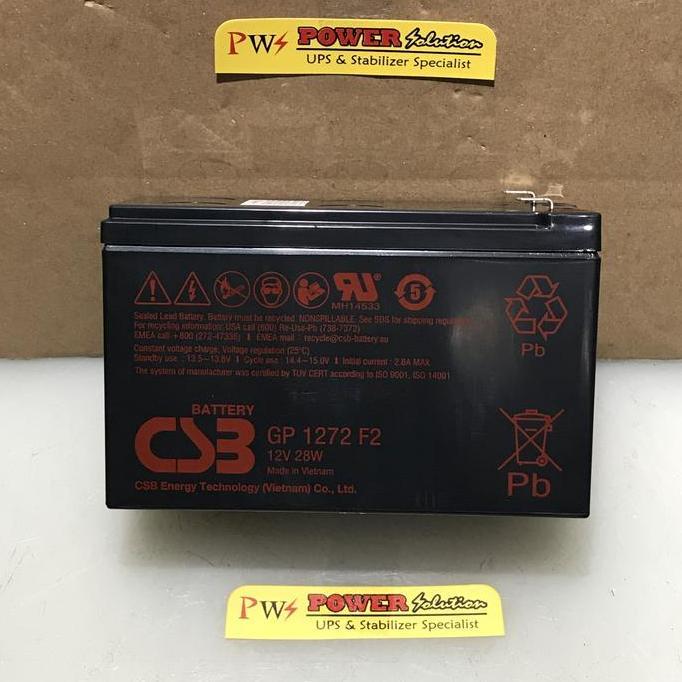 PWS POWER Solution
UPS & Stabilizer Specialist
MH14533
5
Sealed Lead Battery. Battery must be recycled. NONSPILLABLE. See SDS for shipping regulation
For recycling information: USA call (800) Re-Use-Pb (738-7372)
EMEA call +800 (272-47336) I EMEA mail : recycle@csb-battery.eu
Constant voltage charge, Voltage regulation (25°C)
Standby use : 13.5~13.8V I Cycle use : 14.4~15.0V I Initial current : 2.8A MAX
The system of manufacturer was certified by TUV CERT according to ISO 9001, ISO 14001
Pb
BATTERY
CSB
GP 1272 F2
12V 28W
Made in Vietnam
CSB Energy Technology (Vietnam) Co., Ltd.
Pb
PWS POWER Solution
UPS & Stabilizer Specialist